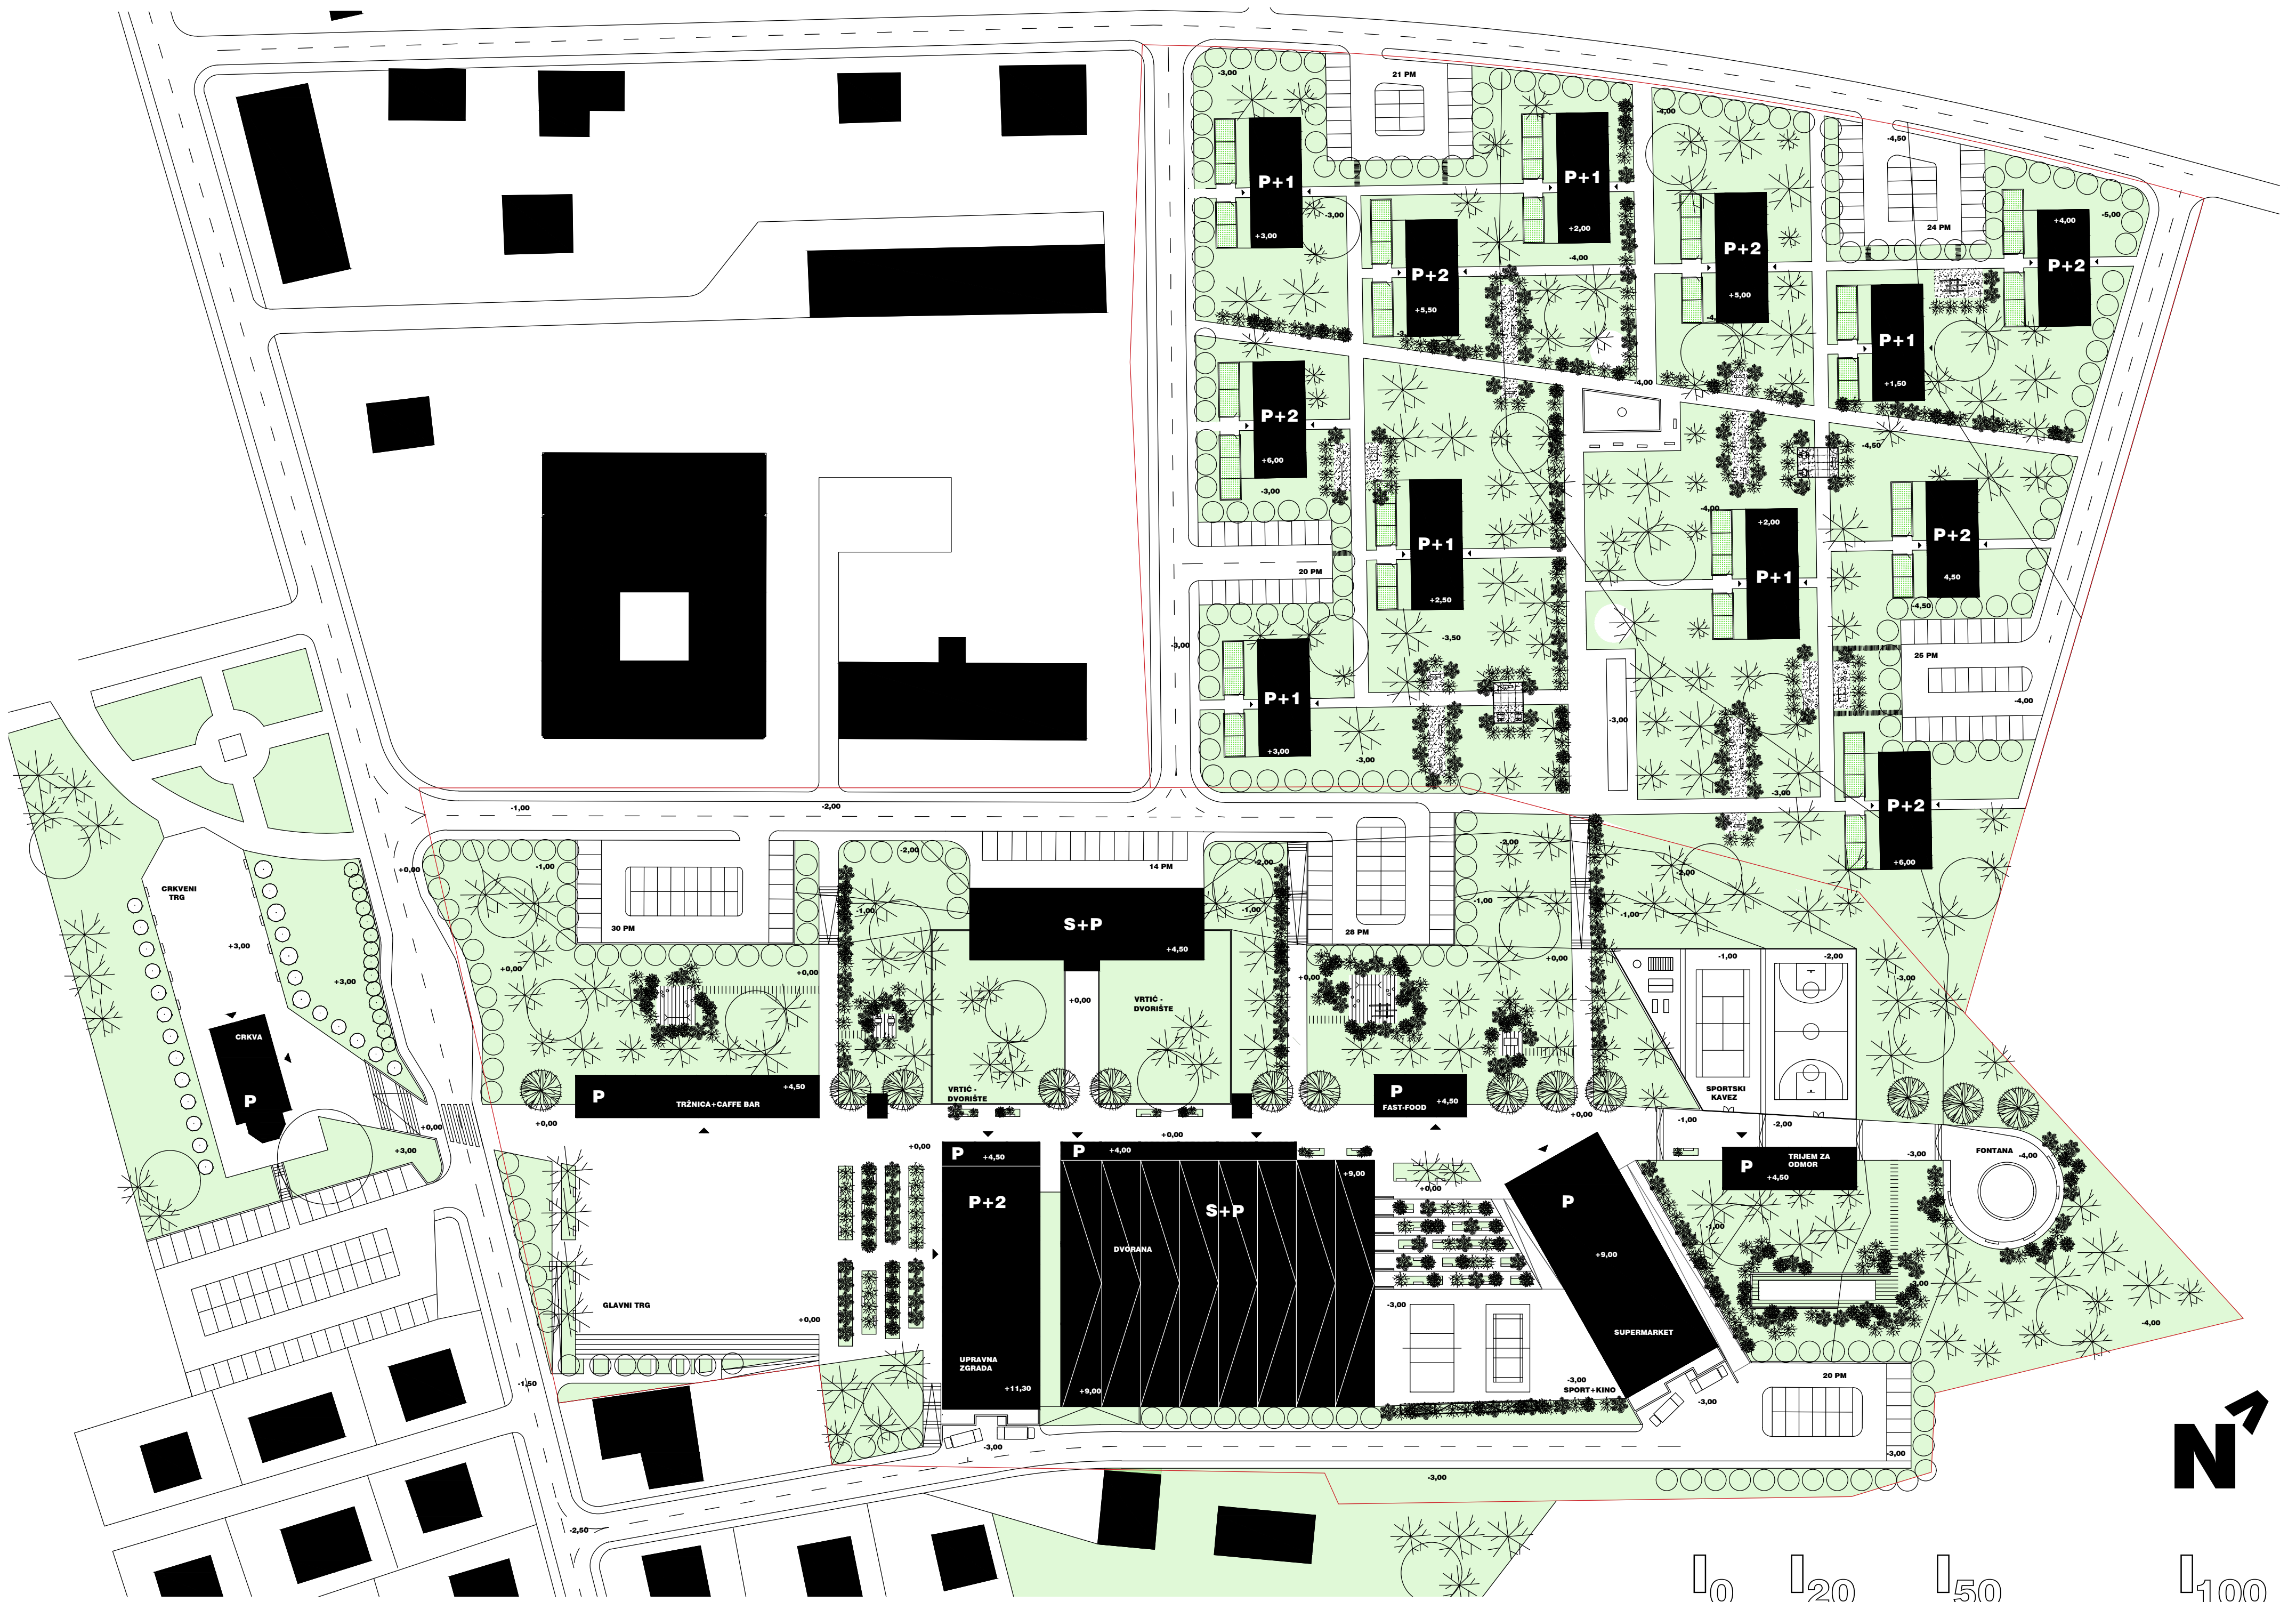 -3,00
21 PM
-4,00
-4,50
P+1
+3,00
-3,00
P+1
+2,00
-4,00
P+2
+5,50
P+2
+5,00
24 PM
+4,00
P+2
-5,00
P+1
+1,50
-4,00
P+2
+6,00
-3,00
-4,50
20 PM
P+1
+2,50
-3,50
-4,00
+2,00
P+1
P+2
4,50
-4,50
25 PM
-4,00
-3,00
P+1
+3,00
-3,00
-3,00
-3,00
P+2
+6,00
-1,00
-2,00
+0,00
-1,00
30 PM
+0,00
+0,00
-2,00
-1,00
14 PM
S+P
+4,50
-2,00
-1,00
+0,00
VRTIĆ -
DVORIŠTE
VRTIĆ -
DVORIŠTE
28 PM
+0,00
-1,00
-2,00
+0,00
-2,00
-1,00
-1,00
-2,00
-3,00
SPORTSKI
KAVEZ
CRKVENI
TRG
+3,00
+3,00
CRKVA
P
+0,00
+3,00
P
+4,50
TRŽNICA+CAFFE BAR
P
FAST-FOOD
+4,50
+0,00
+0,00
+0,00
+0,00
-1,00
-2,00
-3,00
P
+4,50
P
+4,00
+9,00
P+2
S+P
DVORANA
UPRAVNA
ZGRADA
+11,30
+9,00
+0,00
-3,00
P
+9,00
SUPERMARKET
-3,00
SPORT+KINO
-3,00
P
TRIJEM ZA
ODMOR
+4,50
-1,00
-3,00
FONTANA
-4,00
-4,00
20 PM
-3,00
GLAVNI TRG
+0,00
-1,50
-2,50
-3,00
-3,00
N
0
20
50
100